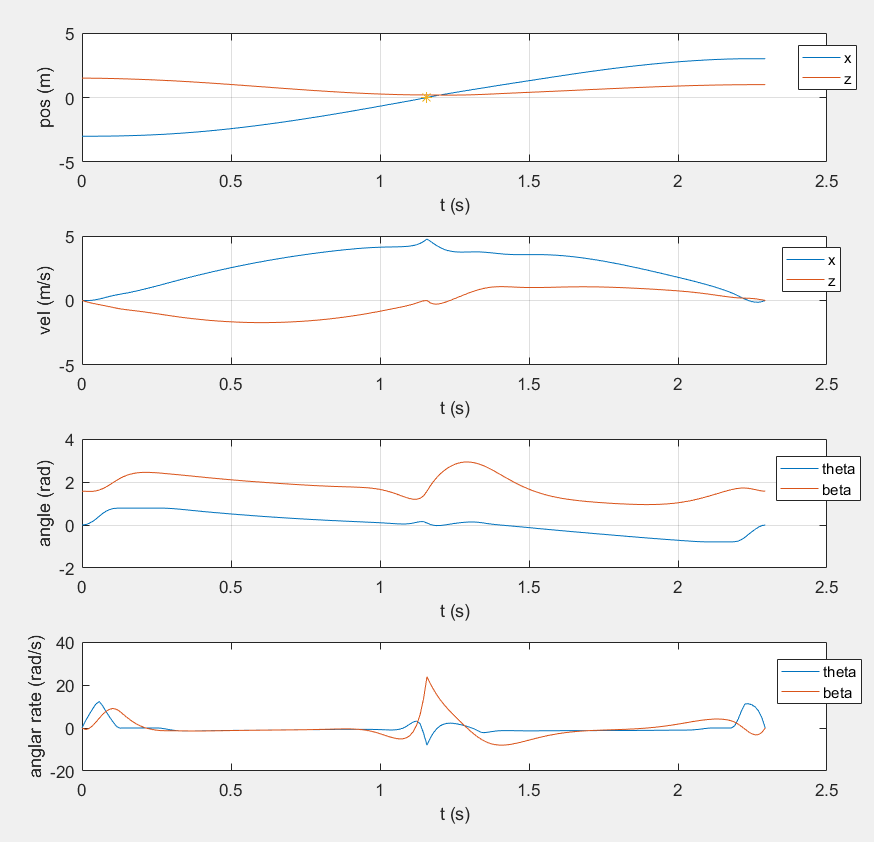 5
0
-5
pos (m)
0 0.5 1 1.5 2 2.5
t (s)
x
z
5
0
-5
vel (m/s)
0 0.5 1 1.5 2 2.5
t (s)
x
z
4
2
0
-2
angle (rad)
0 0.5 1 1.5 2 2.5
t (s)
theta
beta
40
20
0
-20
anglar rate (rad/s)
0 0.5 1 1.5 2 2.5
t (s)
theta
beta